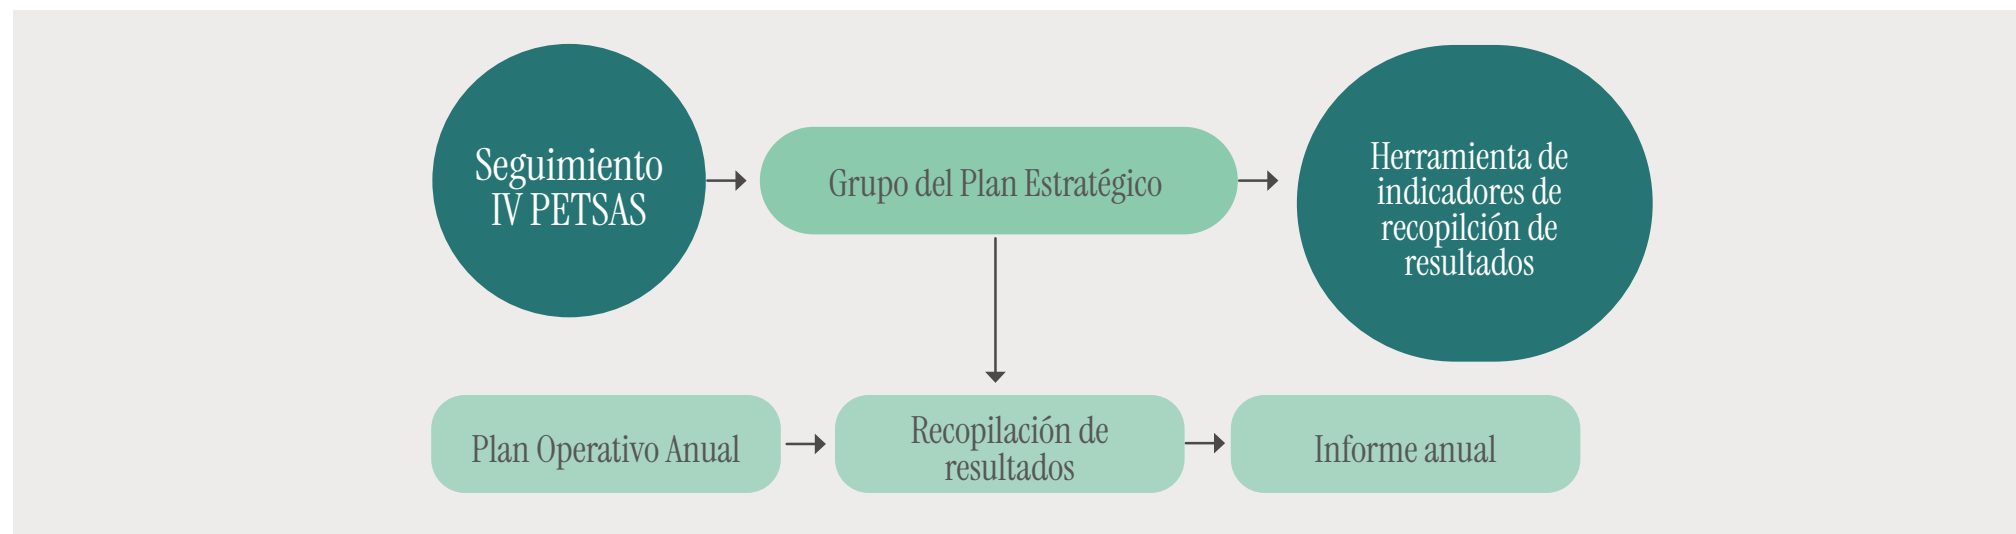 Seguimiento
IV PETSAS
Grupo del Plan Estratégico
Herramienta de
indicadores de
recopilción de
resultados
Plan Operativo Anual
Recopilación de
resultados
Informe anual